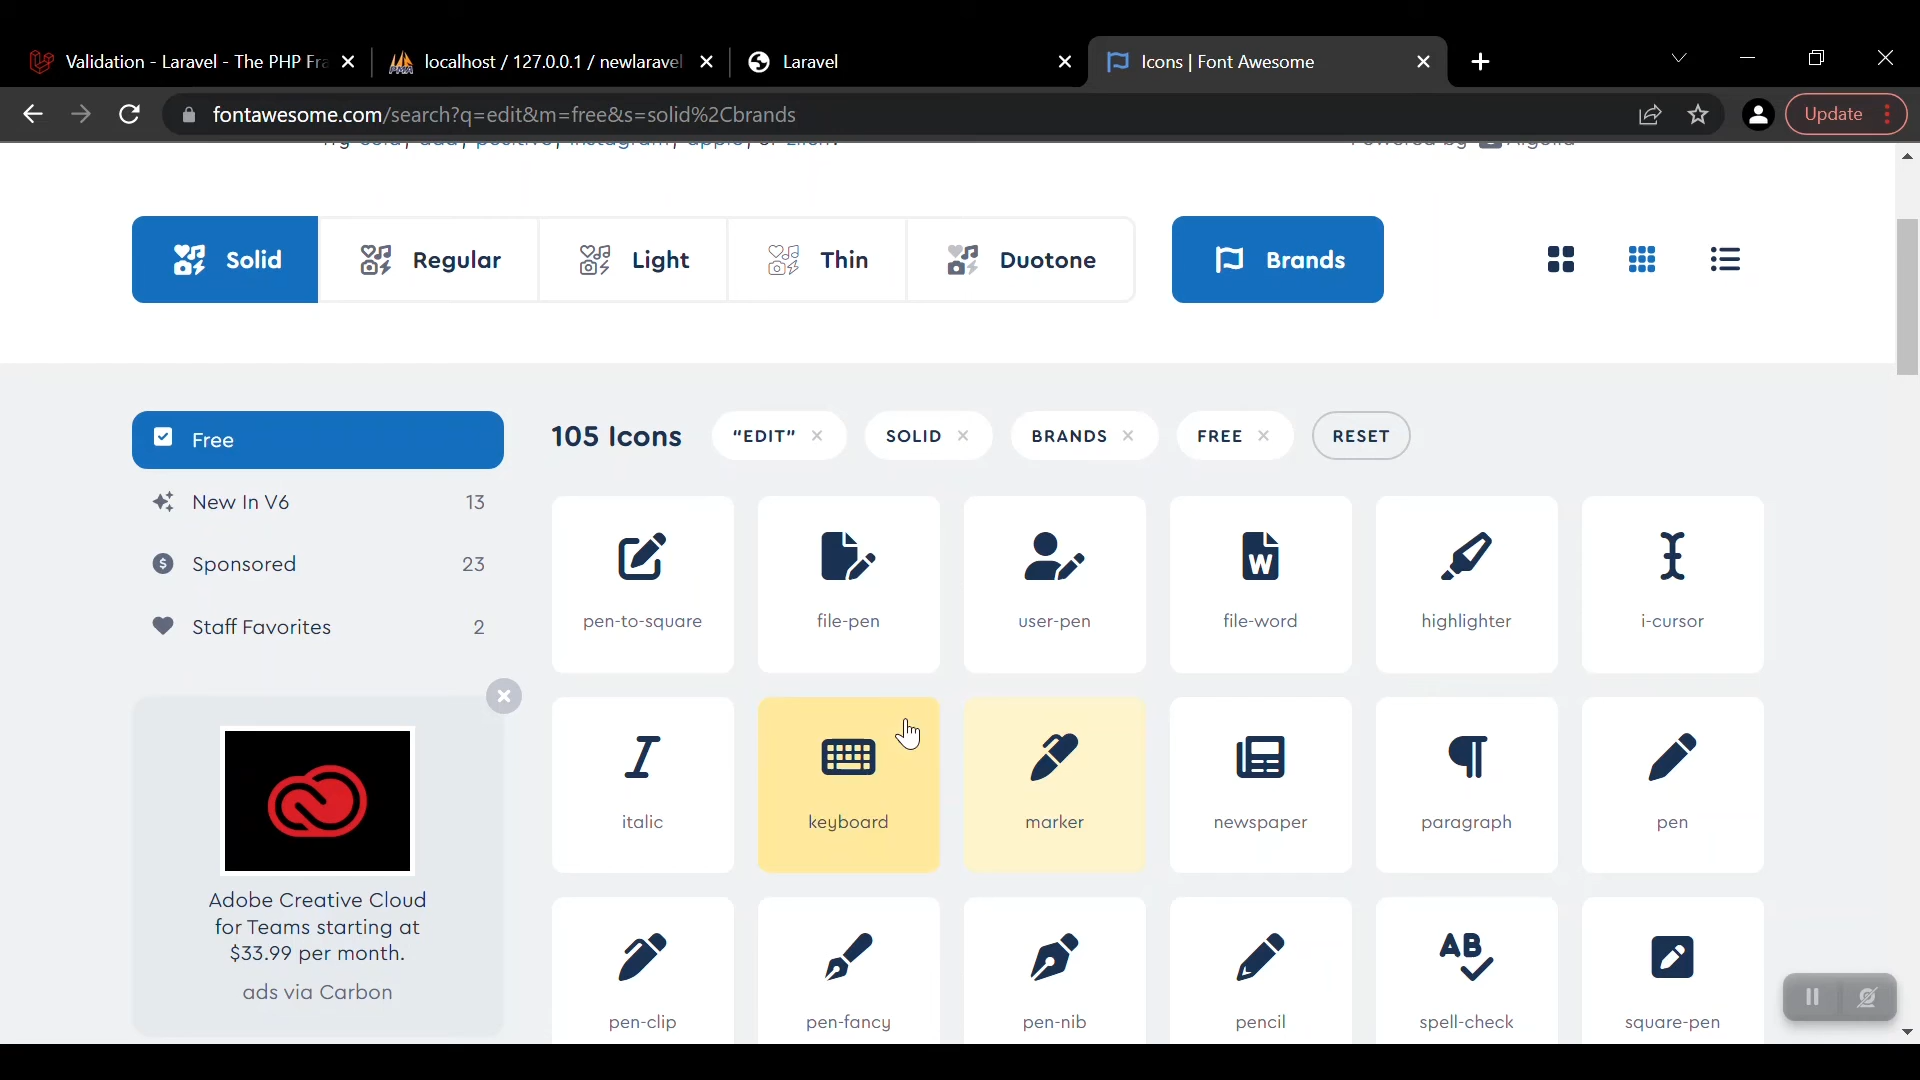 Validation - Laravel - The PHP Fra
localhost / 127.0.0.1 / newlaravel
Laravel
Icons | Font Awesome
fontawesome.com/search?q=edit&m=free&s=solid%2Cbrands
Update
Solid
Regular
Light
Thin
Duotone
Brands
Free
105 Icons
"EDIT"
SOLID
BRANDS
FREE
RESET
New In V6 13
Sponsored 23
Staff Favorites 2
pen-to-square
file-pen
user-pen
W
file-word
highlighter
i-cursor
italic
keyboard
marker
newspaper
paragraph
pen
Adobe Creative Cloud
for Teams starting at
$33.99 per month.
ads via Carbon
pen-clip
pen-fancy
pen-nib
pencil
AB
spell-check
square-pen